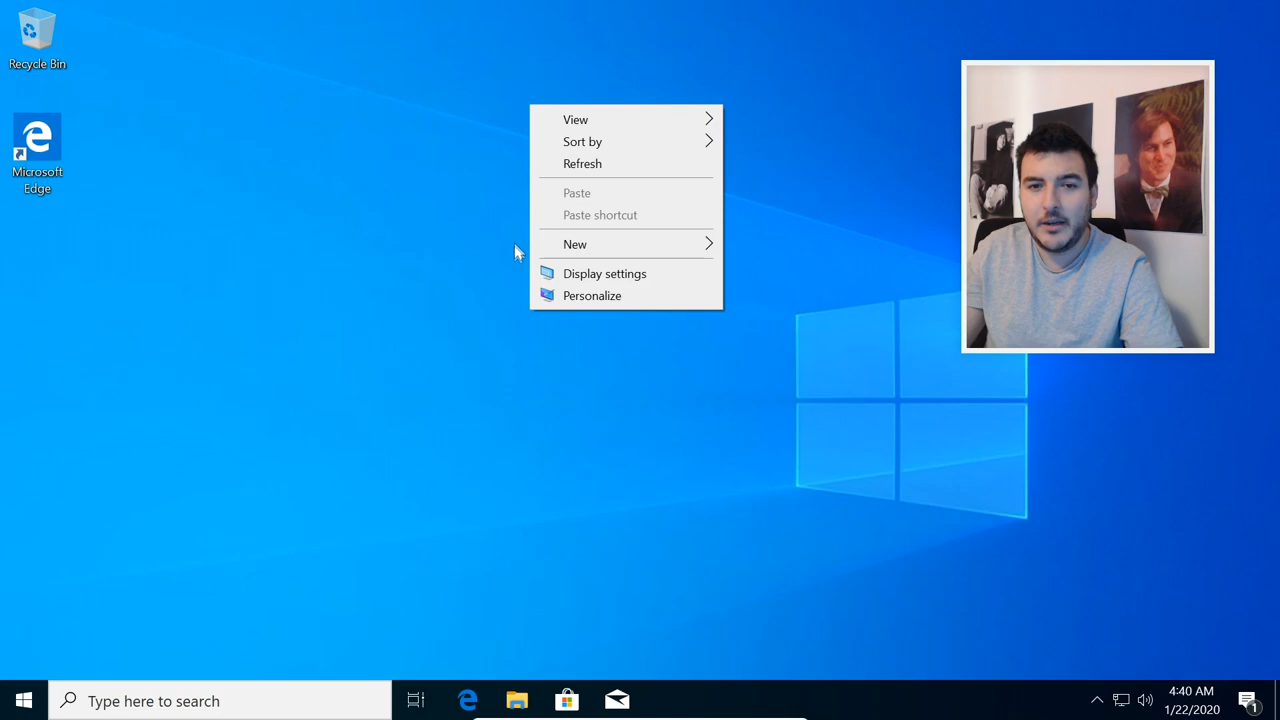 Recycle Bin
Microsoft
Edge
View
Sort by
Refresh
Paste
Paste shortcut
New
Display settings
Personalize
Type here to search
4:40 AM
1/22/2020
1